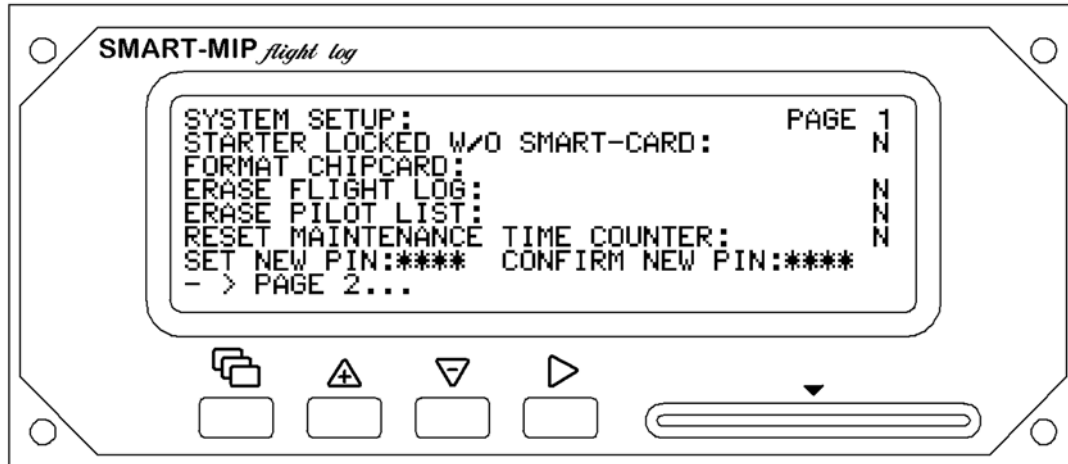 SMART-MIP flight log
SYSTEM SETUP: PAGE 1
STARTER LOCKED W/O SMART-CARD: N
FORMAT CHIPCARD:
ERASE FLIGHT LOG: N
ERASE PILOT LIST: N
RESET MAINTENANCE TIME COUNTER: N
SET NEW PIN:**** CONFIRM NEW PIN:****
- > PAGE 2...